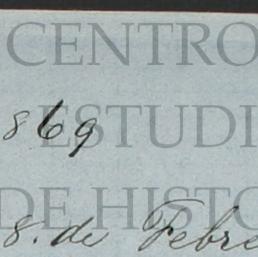 CENTRO
ESTUDI
869
DE HISTO
8. de Febre